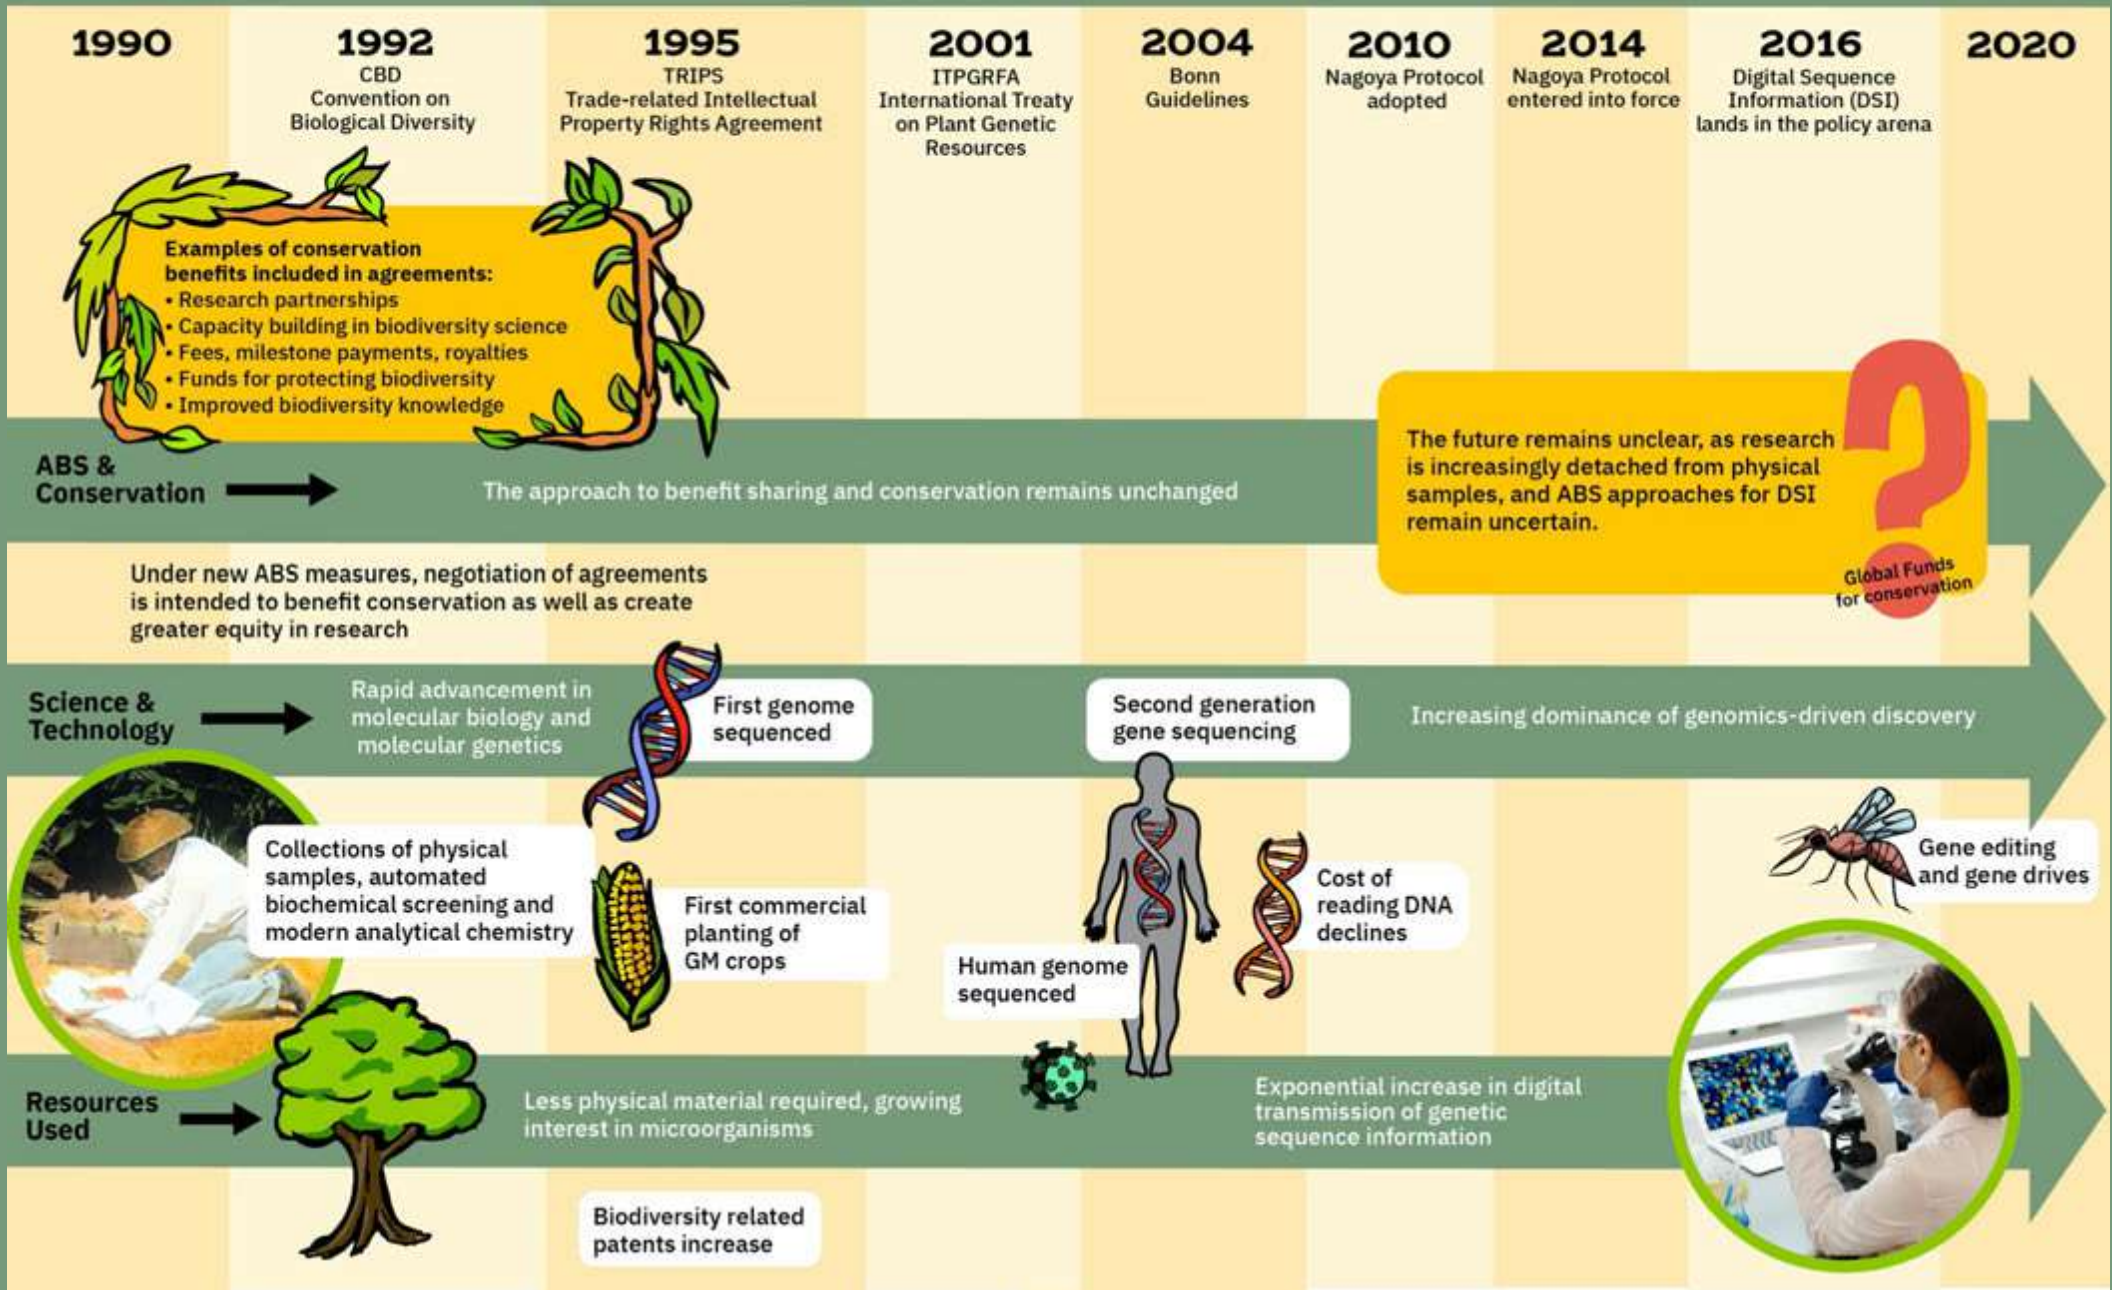 1990
1992
CBD
Convention on
Biological Diversity
1995
TRIPS
Trade-related Intellectual
Property Rights Agreement
2001
ITPGRFA
International Treaty
on Plant Genetic
Resources
2004
Bonn
Guidelines
2010
Nagoya Protocol
adopted
2014
Nagoya Protocol
entered into force
2016
Digital Sequence
Information (DSI)
lands in the policy arena
2020
Examples of conservation
benefits included in agreements:
• Research partnerships
• Capacity building in biodiversity science
• Fees, milestone payments, royalties
• Funds for protecting biodiversity
• Improved biodiversity knowledge
ABS &
Conservation
The approach to benefit sharing and conservation remains unchanged
The future remains unclear, as research
is increasingly detached from physical
samples, and ABS approaches for DSI
remain uncertain.
?
Global Funds
for conservation
Under new ABS measures, negotiation of agreements
is intended to benefit conservation as well as create
greater equity in research
Science &
Technology
Rapid advancement in
molecular biology and
molecular genetics
First genome
sequenced
Second generation
gene sequencing
Increasing dominance of genomics-driven discovery
Collections of physical
samples, automated
biochemical screening and
modern analytical chemistry
First commercial
planting of
GM crops
Human genome
sequenced
Cost of
reading DNA
declines
Gene editing
and gene drives
Resources
Used
Less physical material required, growing
interest in microorganisms
Exponential increase in digital
transmission of genetic
sequence information
Biodiversity related
patents increase